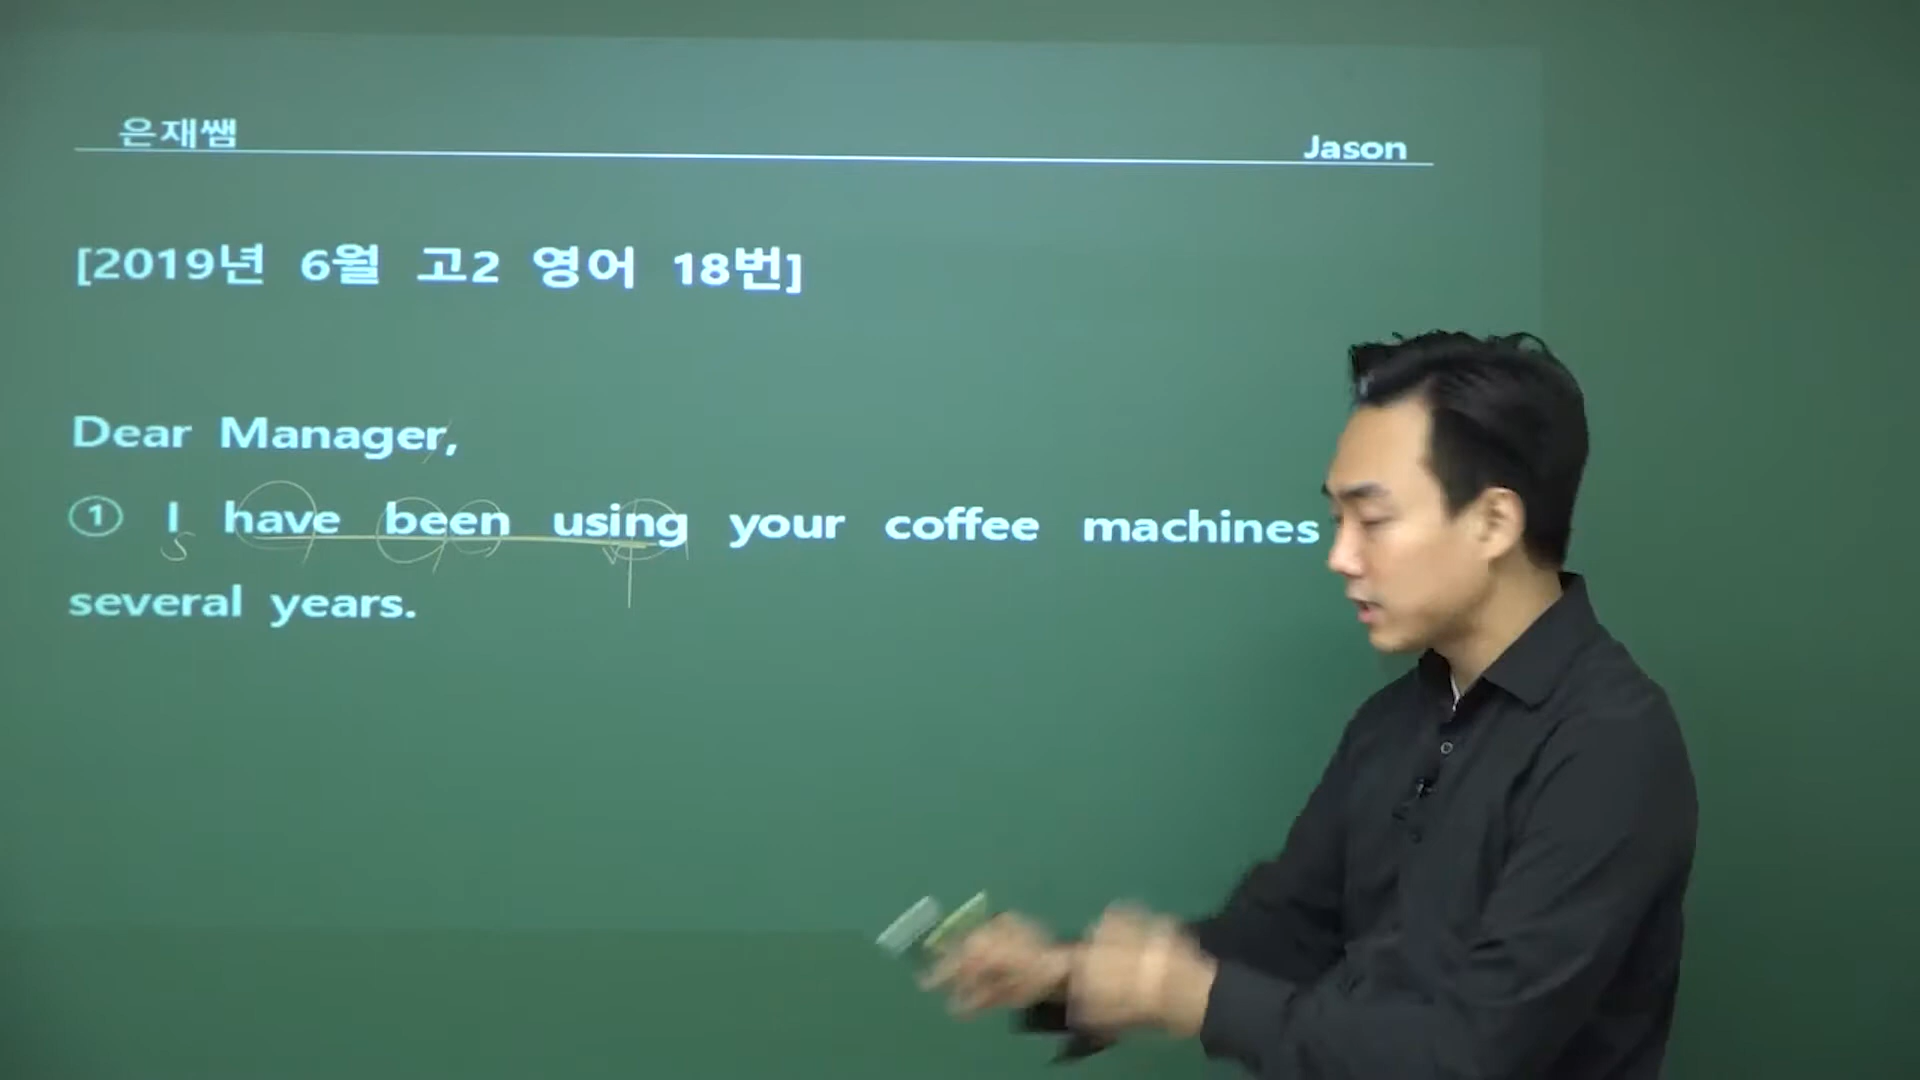 은재쌤 Jason
[2019년 6월 고2 영어 18번]
Dear Manager,
① I have been using your coffee machines
S
several years.